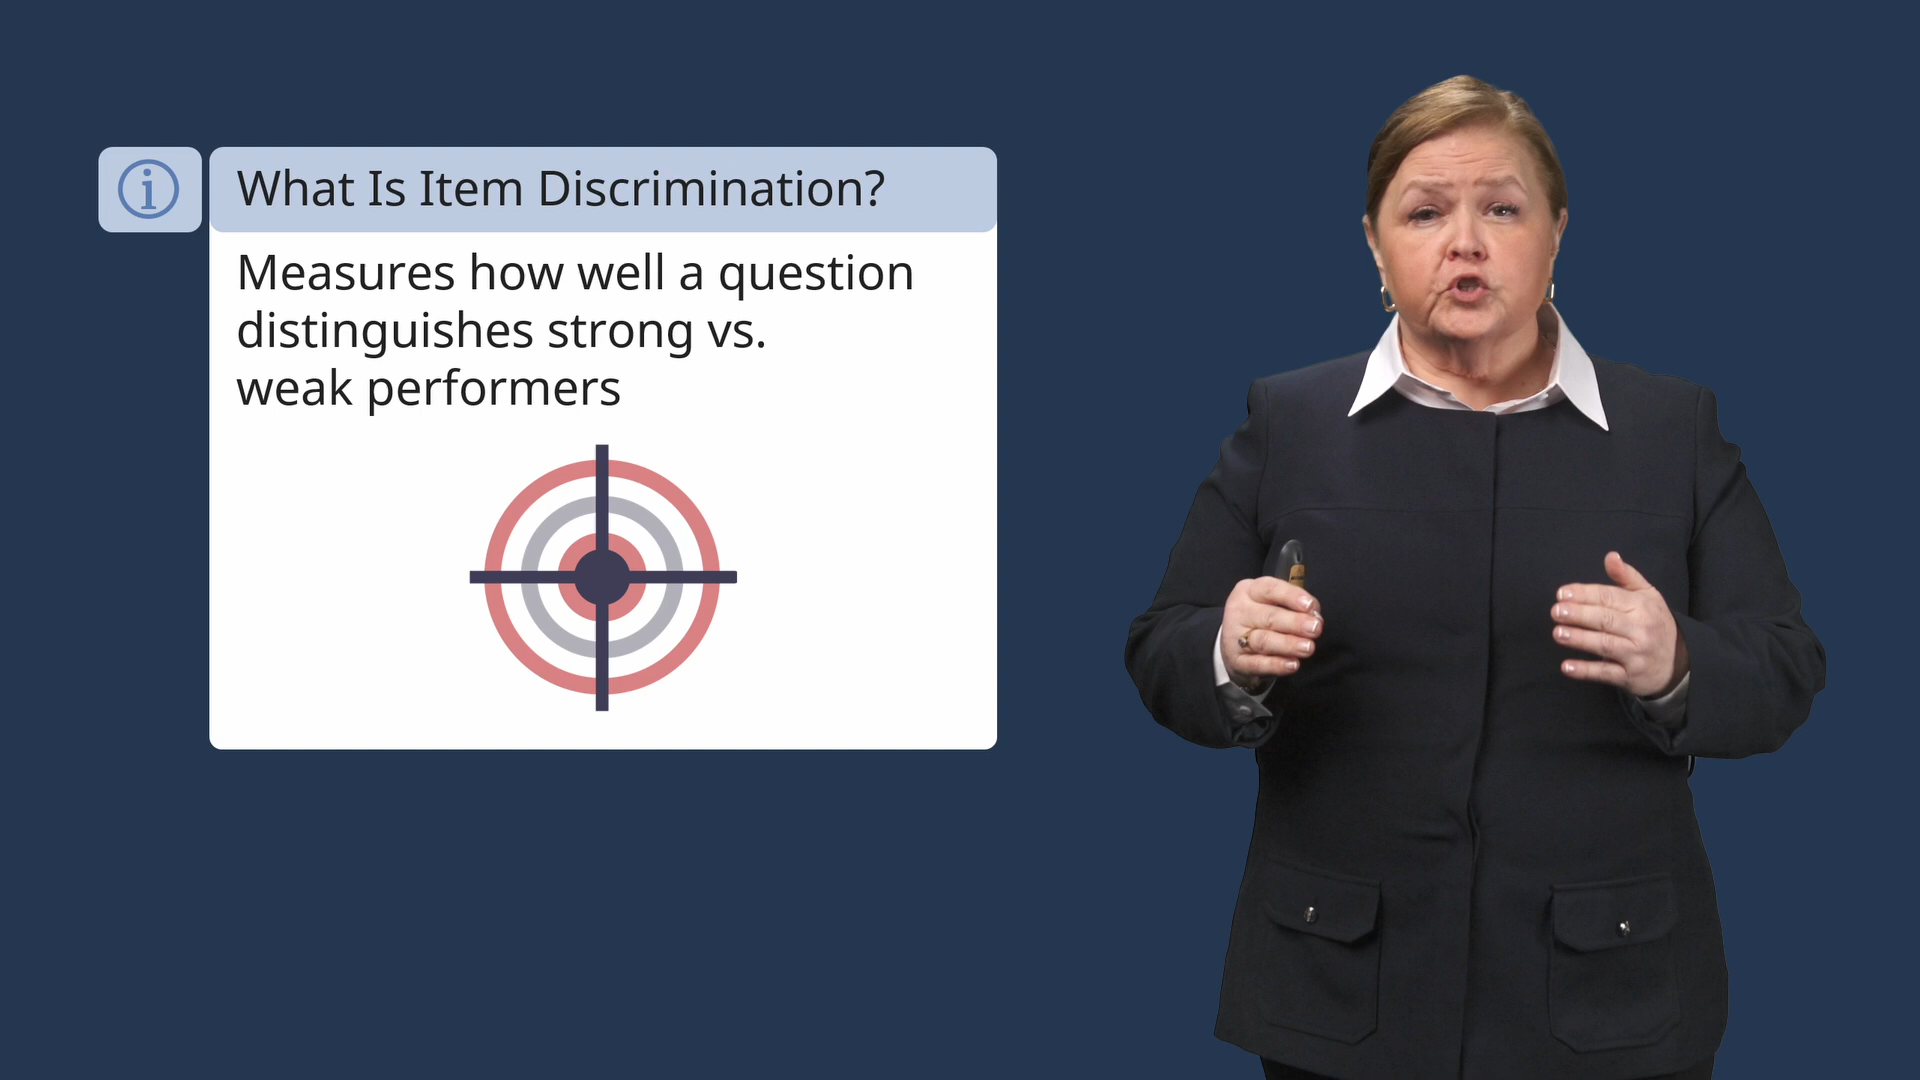 What Is Item Discrimination?
Measures how well a question
distinguishes strong vs.
weak performers